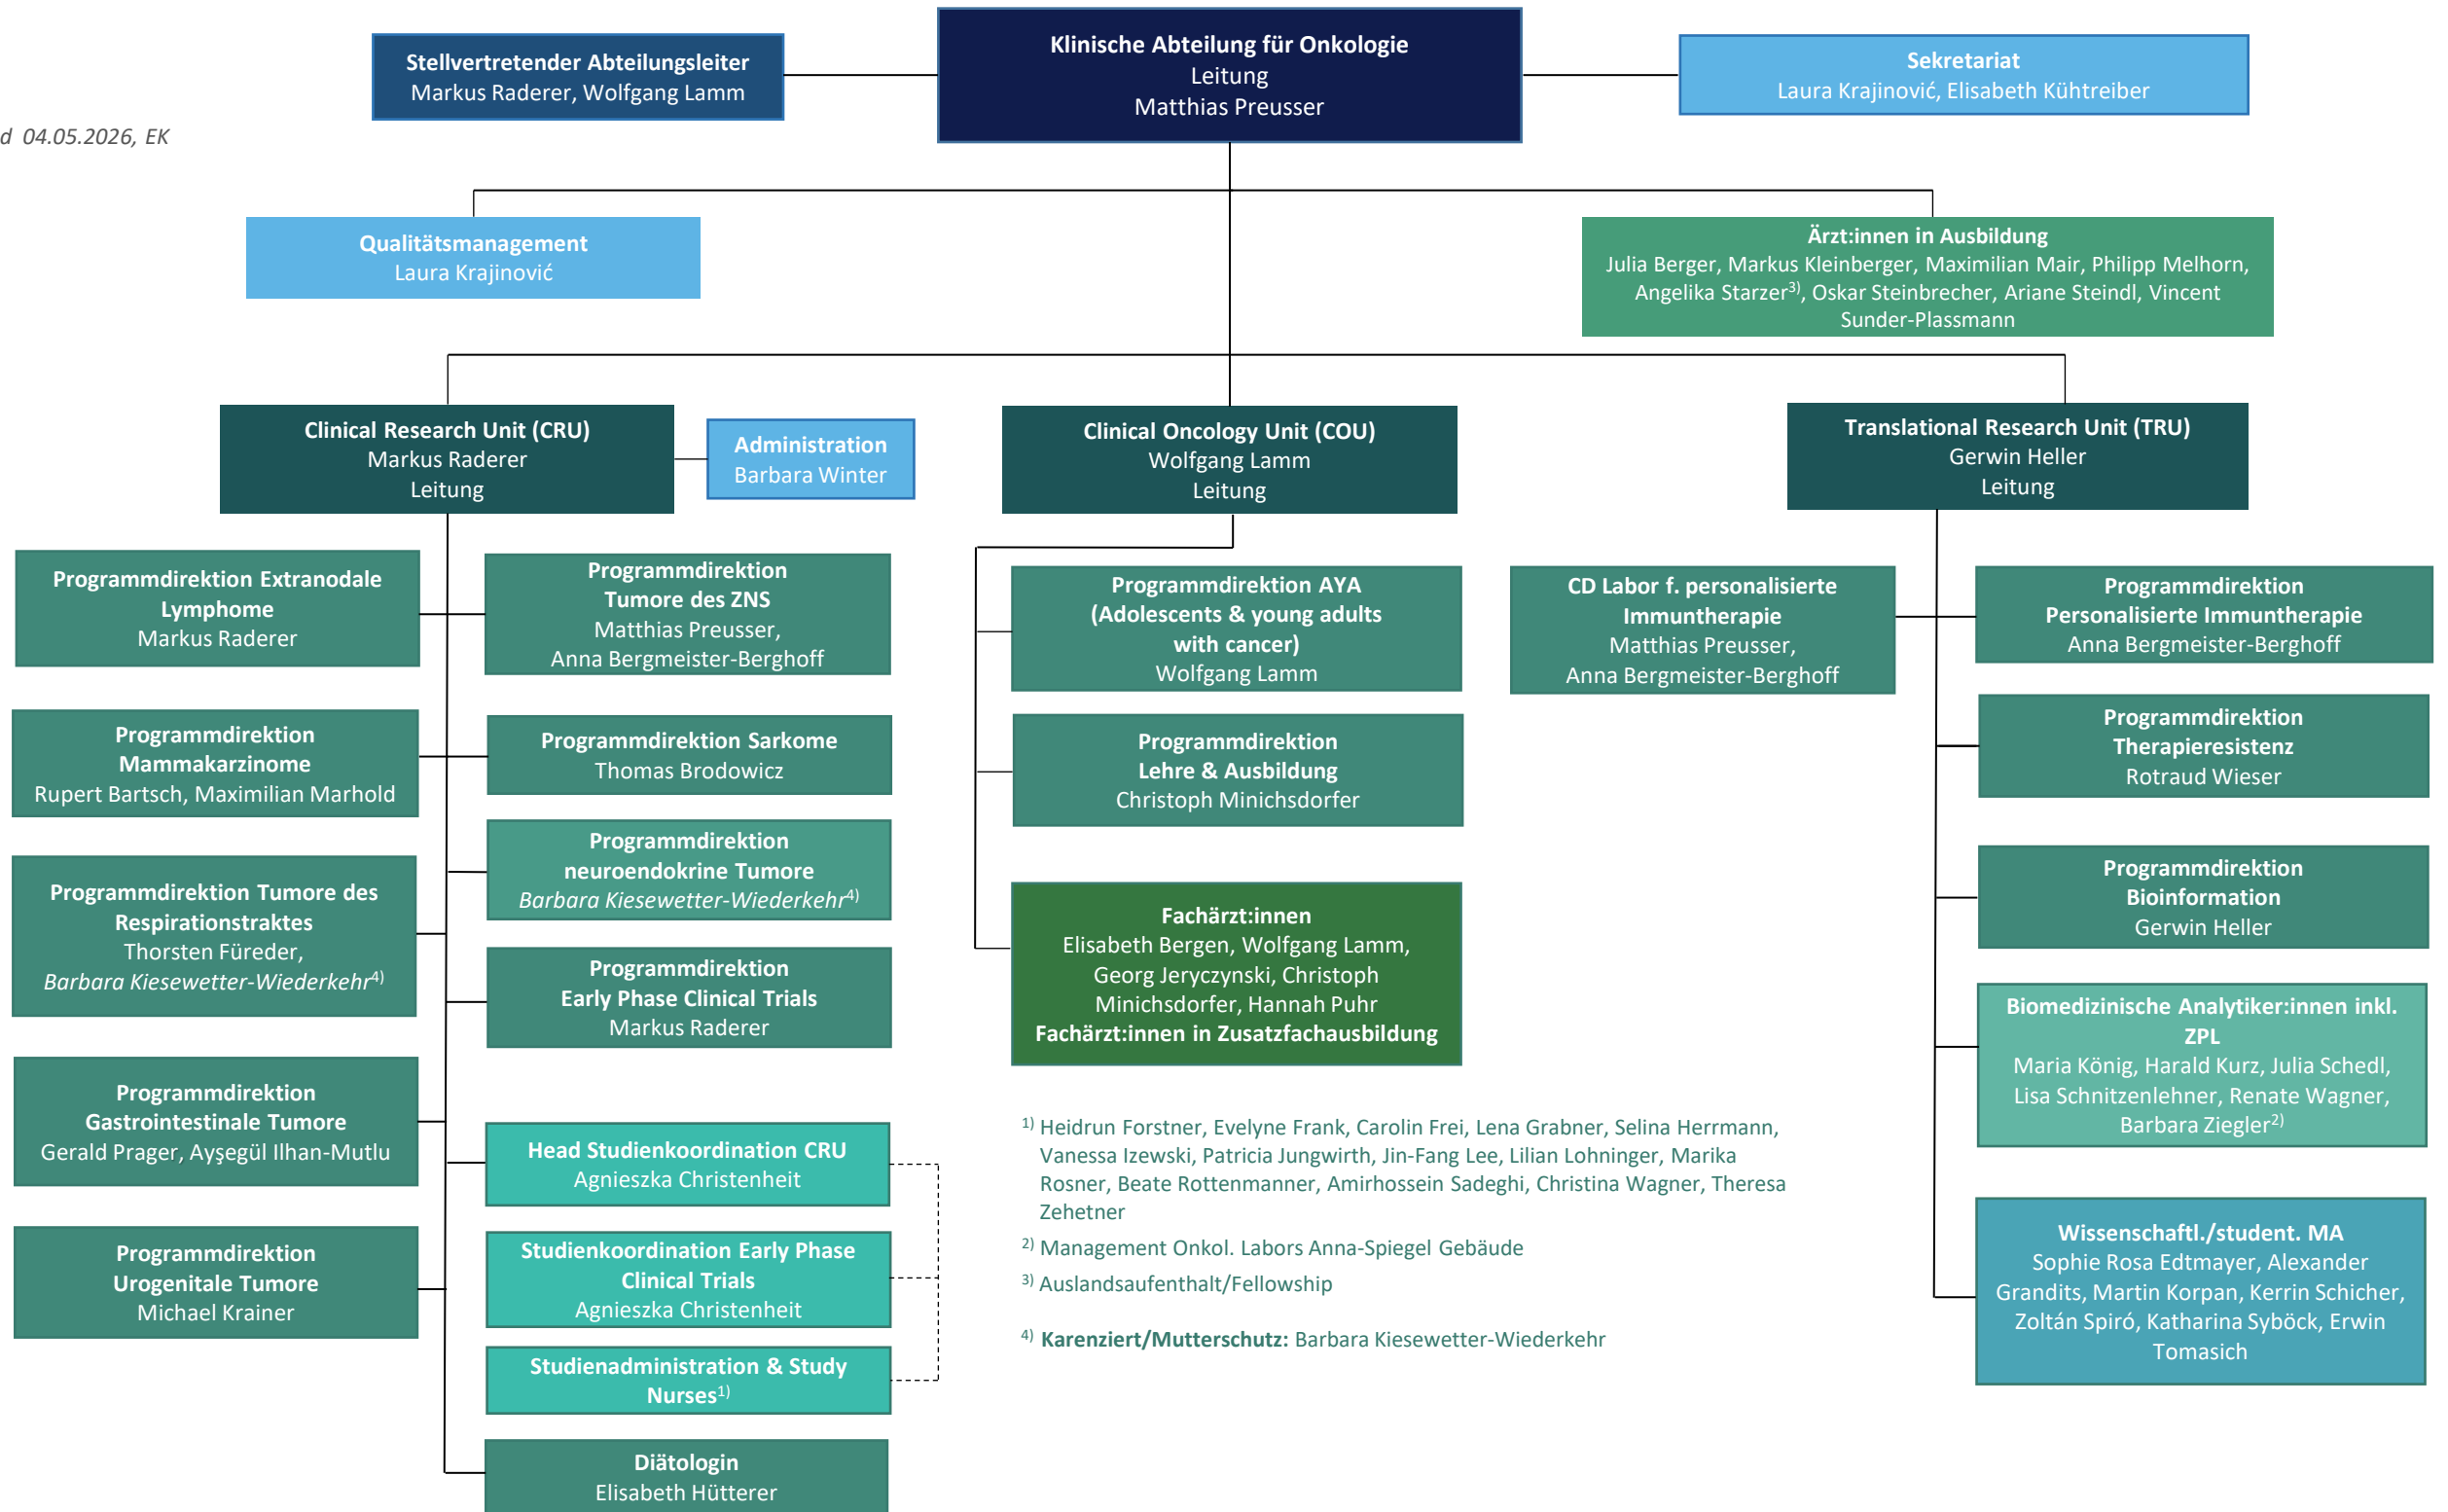 Klinische Abteilung für Onkologie
Leitung
Matthias Preusser
Stellvertretender Abteilungsleiter
Markus Raderer, Wolfgang Lamm
Sekretariat
Laura Krajinović, Elisabeth Kühtreiber
d 04.05.2026, EK
Qualitätsmanagement
Laura Krajinović
Ärzt:innen in Ausbildung
Julia Berger, Markus Kleinberger, Maximilian Mair, Philipp Melhorn,
Angelika Starzer3), Oskar Steinbrecher, Ariane Steindl, Vincent
Sunder-Plassmann
Clinical Research Unit (CRU)
Markus Raderer
Leitung
Administration
Barbara Winter
Clinical Oncology Unit (COU)
Wolfgang Lamm
Leitung
Translational Research Unit (TRU)
Gerwin Heller
Leitung
Programmdirektion Extranodale
Lymphome
Markus Raderer
Programmdirektion
Tumore des ZNS
Matthias Preusser,
Anna Bergmeister-Berghoff
Programmdirektion
Mammakarzinome
Rupert Bartsch, Maximilian Marhold
Programmdirektion Sarkome
Thomas Brodowicz
Programmdirektion Tumore des
Respirationstraktes
Thorsten Füreder,
Barbara Kiesewetter-Wiederkehr4)
Programmdirektion
neuroendokrine Tumore
Barbara Kiesewetter-Wiederkehr4)
Programmdirektion
Early Phase Clinical Trials
Markus Raderer
Programmdirektion
Gastrointestinale Tumore
Gerald Prager, Ayşegül Ilhan-Mutlu
Head Studienkoordination CRU
Agnieszka Christenheit
Programmdirektion
Urogenitale Tumore
Michael Krainer
Studienkoordination Early Phase
Clinical Trials
Agnieszka Christenheit
Studienadministration & Study
Nurses1)
Diätologin
Elisabeth Hütterer
Programmdirektion AYA
(Adolescents & young adults
with cancer)
Wolfgang Lamm
Programmdirektion
Lehre & Ausbildung
Christoph Minichsdorfer
Fachärzt:innen
Elisabeth Bergen, Wolfgang Lamm,
Georg Jeryczynski, Christoph
Minichsdorfer, Hannah Puhr
Fachärzt:innen in Zusatzfachausbildung
1) Heidrun Forstner, Evelyne Frank, Carolin Frei, Lena Grabner, Selina Herrmann,
Vanessa Izewski, Patricia Jungwirth, Jin-Fang Lee, Lilian Lohninger, Marika
Rosner, Beate Rottenmanner, Amirhossein Sadeghi, Christina Wagner, Theresa
Zehetner
2) Management Onkol. Labors Anna-Spiegel Gebäude
3) Auslandsaufenthalt/Fellowship
4) Karenziert/Mutterschutz: Barbara Kiesewetter-Wiederkehr
CD Labor f. personalisierte
Immuntherapie
Matthias Preusser,
Anna Bergmeister-Berghoff
Programmdirektion
Personalisierte Immuntherapie
Anna Bergmeister-Berghoff
Programmdirektion
Therapieresistenz
Rotraud Wieser
Programmdirektion
Bioinformation
Gerwin Heller
Biomedizinische Analytiker:innen inkl.
ZPL
Maria König, Harald Kurz, Julia Schedl,
Lisa Schnitzenlehner, Renate Wagner,
Barbara Ziegler2)
Wissenschaftl./student. MA
Sophie Rosa Edtmayer, Alexander
Grandits, Martin Korpan, Kerrin Schicher,
Zoltán Spiró, Katharina Syböck, Erwin
Tomasich